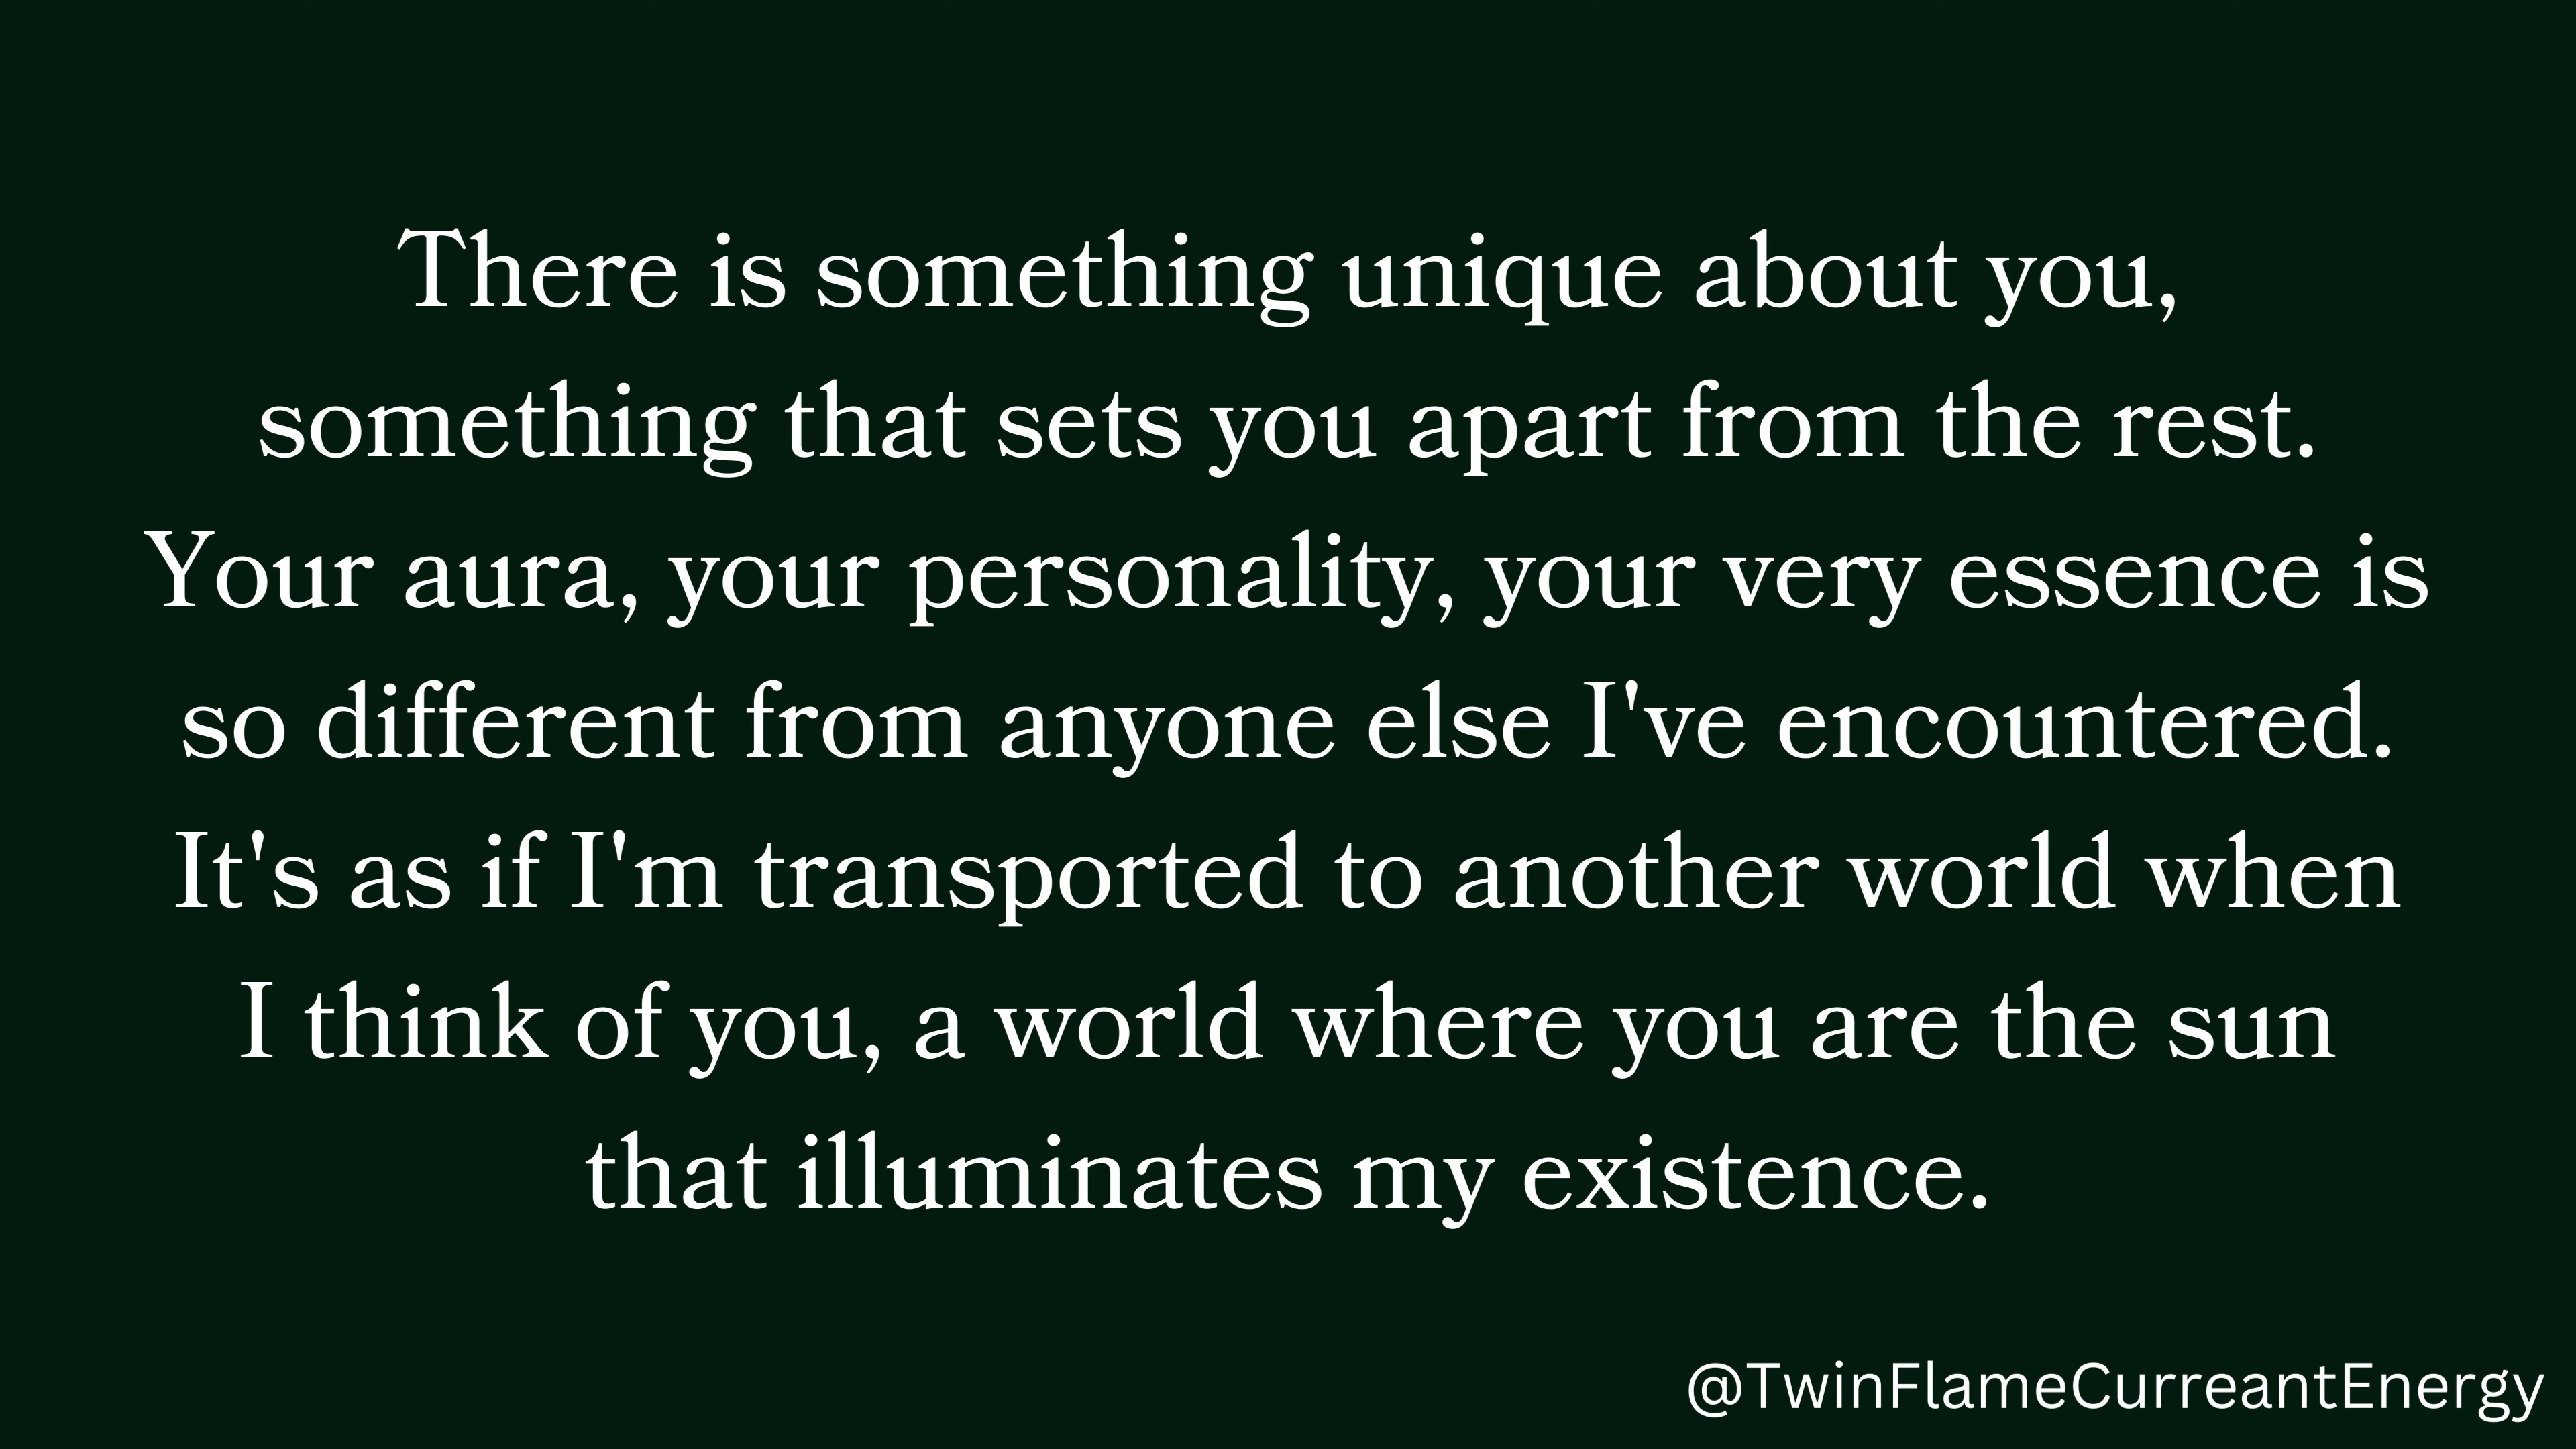 There is something unique about you,
something that sets you apart from the rest.
Your aura, your personality, your very essence is
so different from anyone else I've encountered.
It's as if I'm transported to another world when
I think of you, a world where you are the sun
that illuminates my existence.
@TwinFlameCurreantEnergy